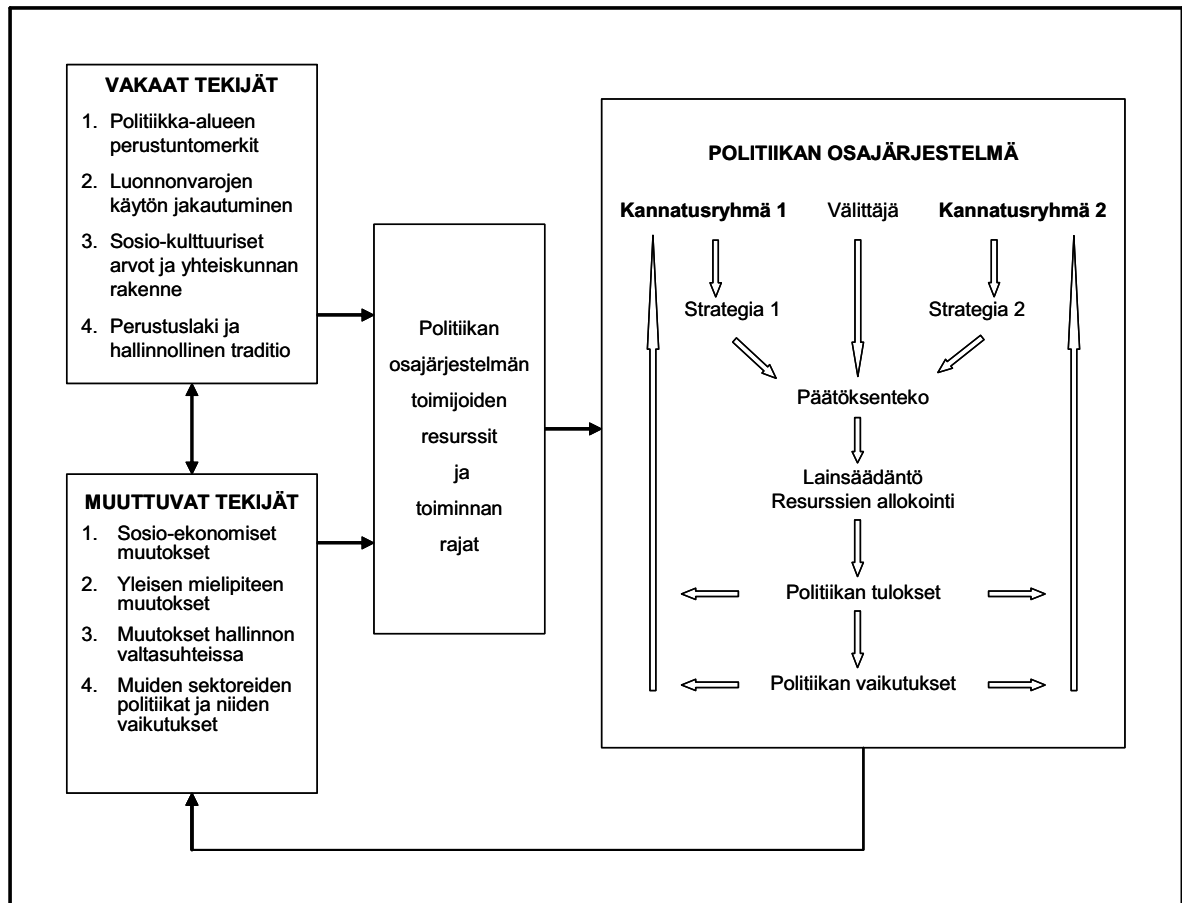 VAKAAT TEKIJÄT
1. Politiikka-alueen
perustuntomerkit
2. Luonnonvarojen
käytön jakautuminen
3. Sosio-kulttuuriset
arvot ja yhteiskunnan
rakenne
4. Perustuslaki ja
hallinnollinen traditio
MUUTTUVAT TEKIJÄT
1. Sosio-ekonomiset
muutokset
2. Yleisen mielipiteen
muutokset
3. Muutokset hallinnon
valtasuhteissa
4. Muiden sektoreiden
politiikat ja niiden
vaikutukset
Politiikan
osajärjestelmän
toimijoiden
resurssit
ja
toiminnan
rajat
POLITIIKAN OSAJÄRJESTELMÄ
Kannatusryhmä 1 Välittäjä Kannatusryhmä 2
Strategia 1 Strategia 2
Päätöksenteko
Lainsäädäntö
Resurssien allokointi
Politiikan tulokset
Politiikan vaikutukset